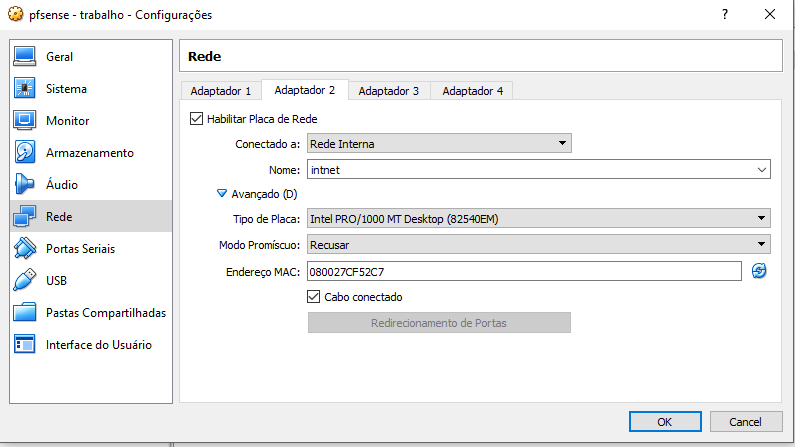 pfsense - trabalho - Configurações
?
Geral
Sistema
Monitor
Armazenamento
Áudio
Rede
Portas Seriais
USB
Pastas Compartilhadas
Interface do Usuário
Rede
Adaptador 1 Adaptador 2 Adaptador 3 Adaptador 4
Habilitar Placa de Rede
Conectado a: Rede Interna
Nome: intnet
Avançado (D)
Tipo de Placa: Intel PRO/1000 MT Desktop (82540EM)
Modo Promíscuo: Recusar
Endereço MAC: 080027CF52C7
Cabo conectado
Redirecionamento de Portas
OK Cancel